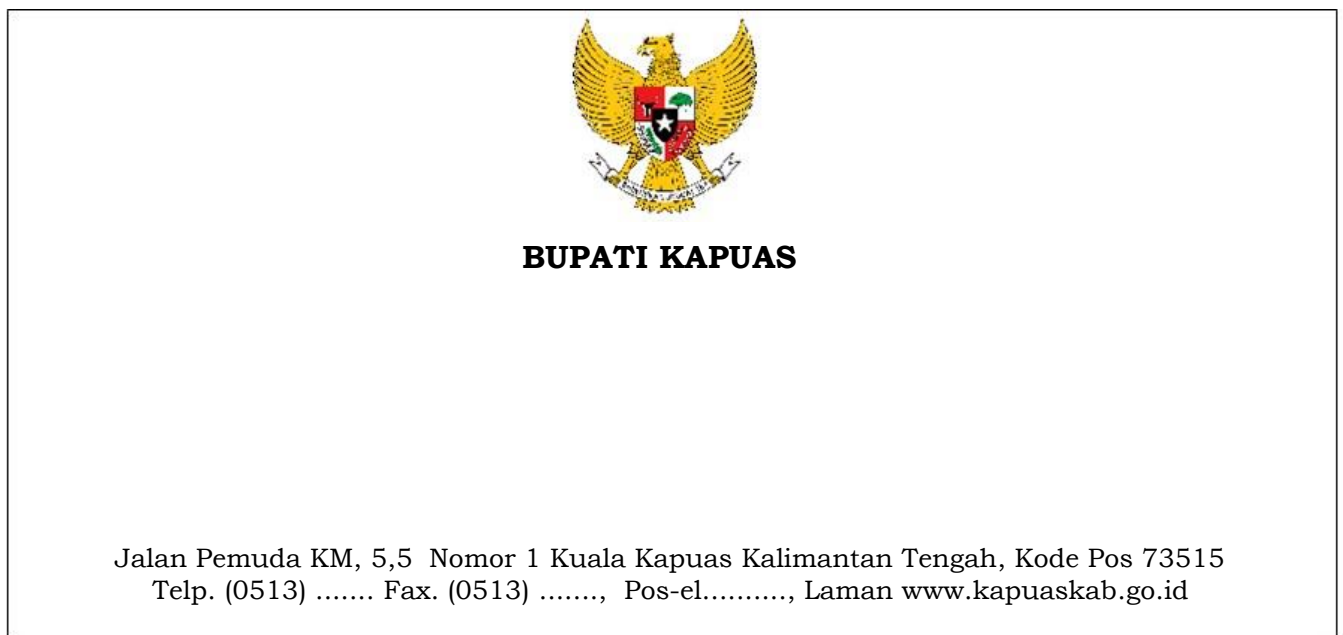 BUPATI KAPUAS
Jalan Pemuda KM, 5,5 Nomor 1 Kuala Kapuas Kalimantan Tengah, Kode Pos 73515
Telp. (0513) ....... Fax. (0513) ......., Pos-el.........., Laman www.kapuaskab.go.id